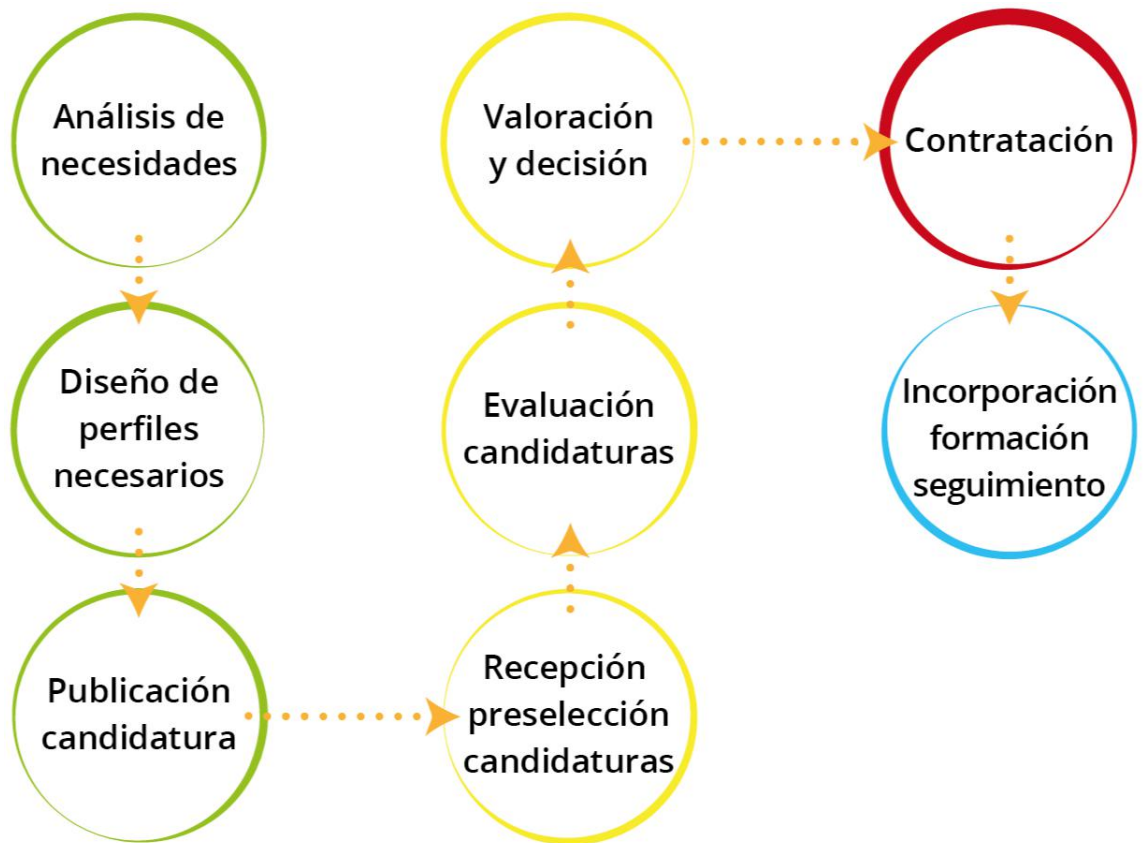 Análisis de
necesidades
Diseño de
perfiles
necesarios
Publicación
candidatura
Recepción
preselección
candidaturas
Evaluación
candidaturas
Valoración
y decisión
Contratación
Incorporación
formación
seguimiento